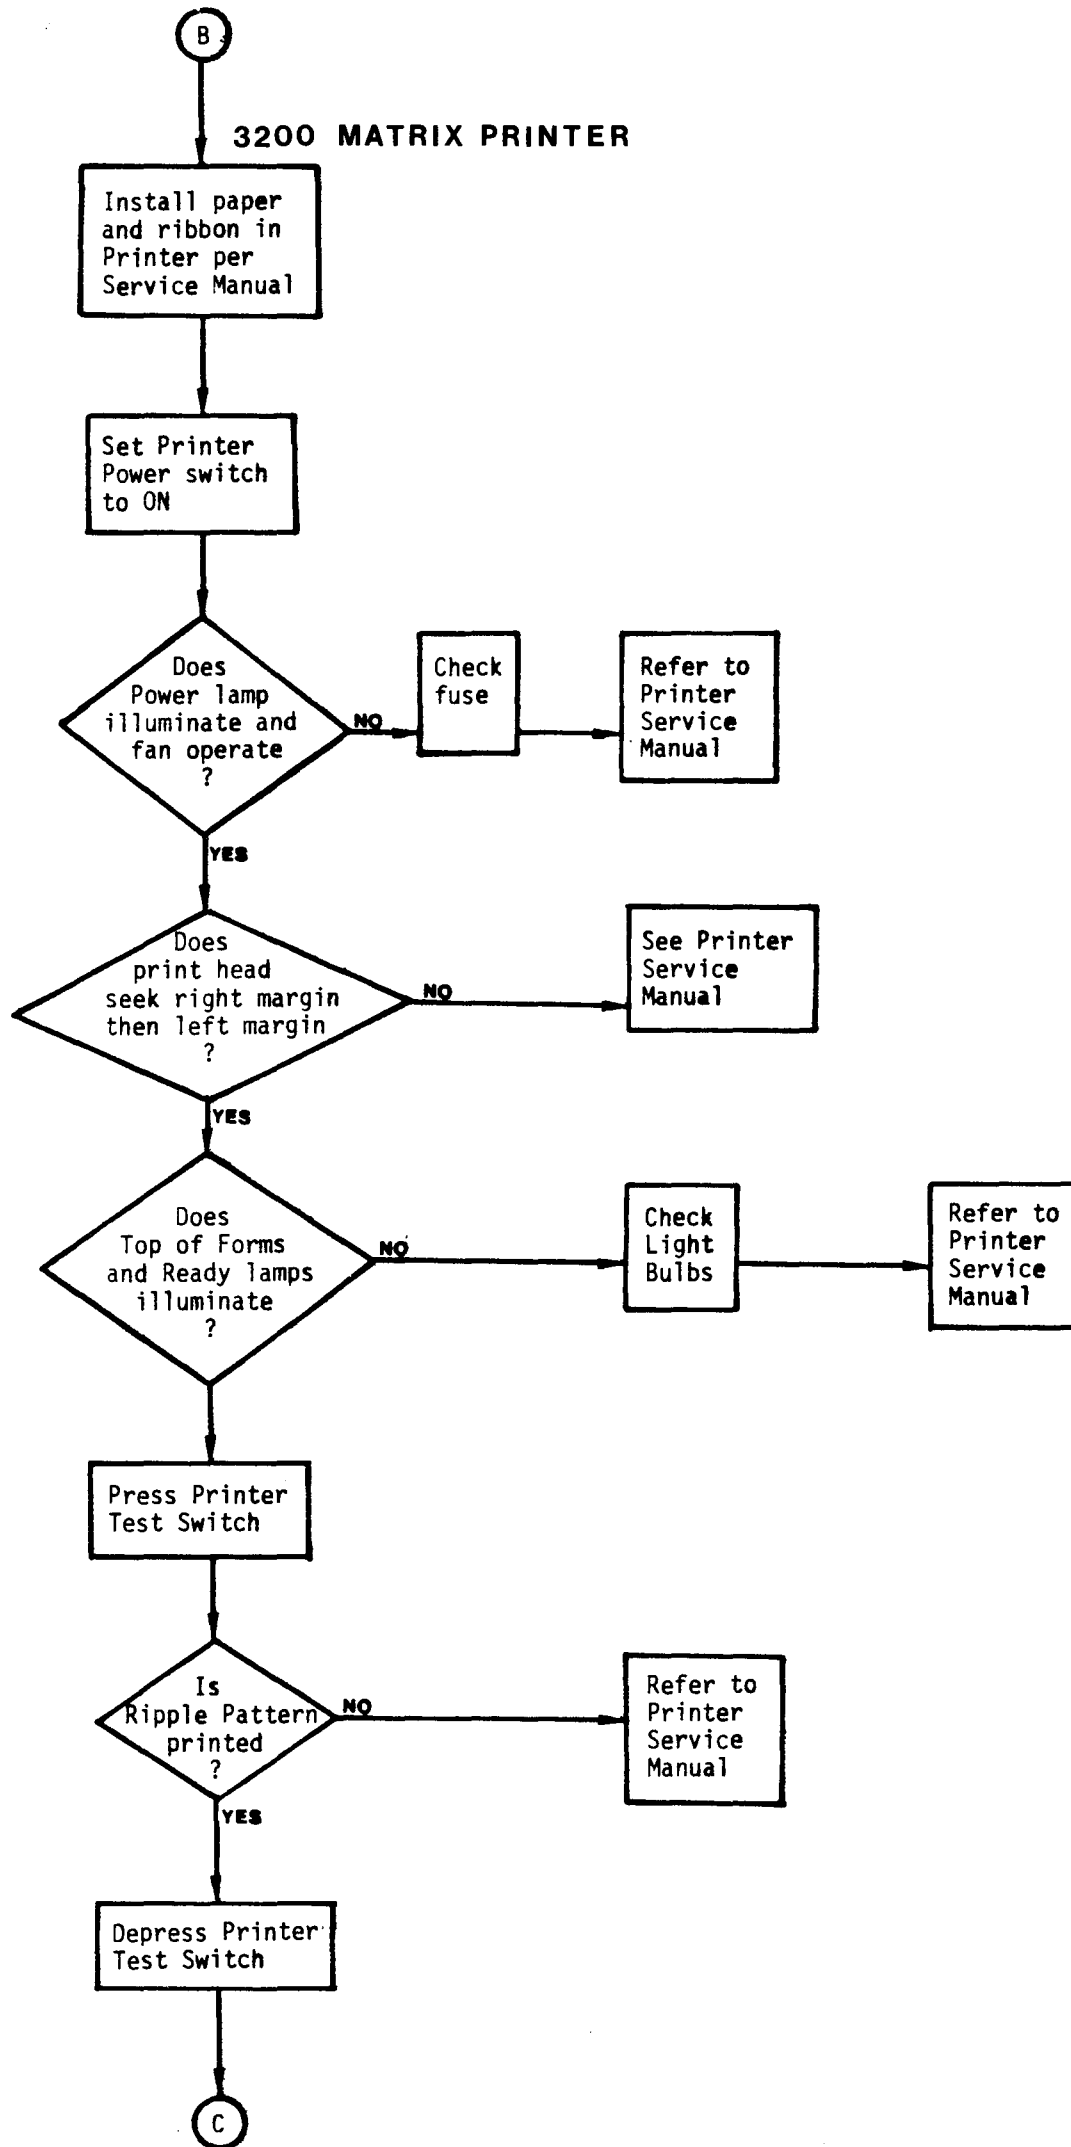 B
3200 MATRIX PRINTER
Install paper
and ribbon in
Printer per
Service Manual
Set Printer
Power switch
to ON
Does
Power lamp
illuminate and
fan operate
?
NO
Check
fuse
Refer to
Printer
Service
Manual
YES
Does
print head
seek right margin
then left margin
?
NO
See Printer
Service
Manual
YES
Does
Top of Forms
and Ready lamps
illuminate
?
NO
Check
Light
Bulbs
Refer to
Printer
Service
Manual
Press Printer
Test Switch
Is
Ripple Pattern
printed
?
NO
Refer to
Printer
Service
Manual
YES
Depress Printer
Test Switch
C